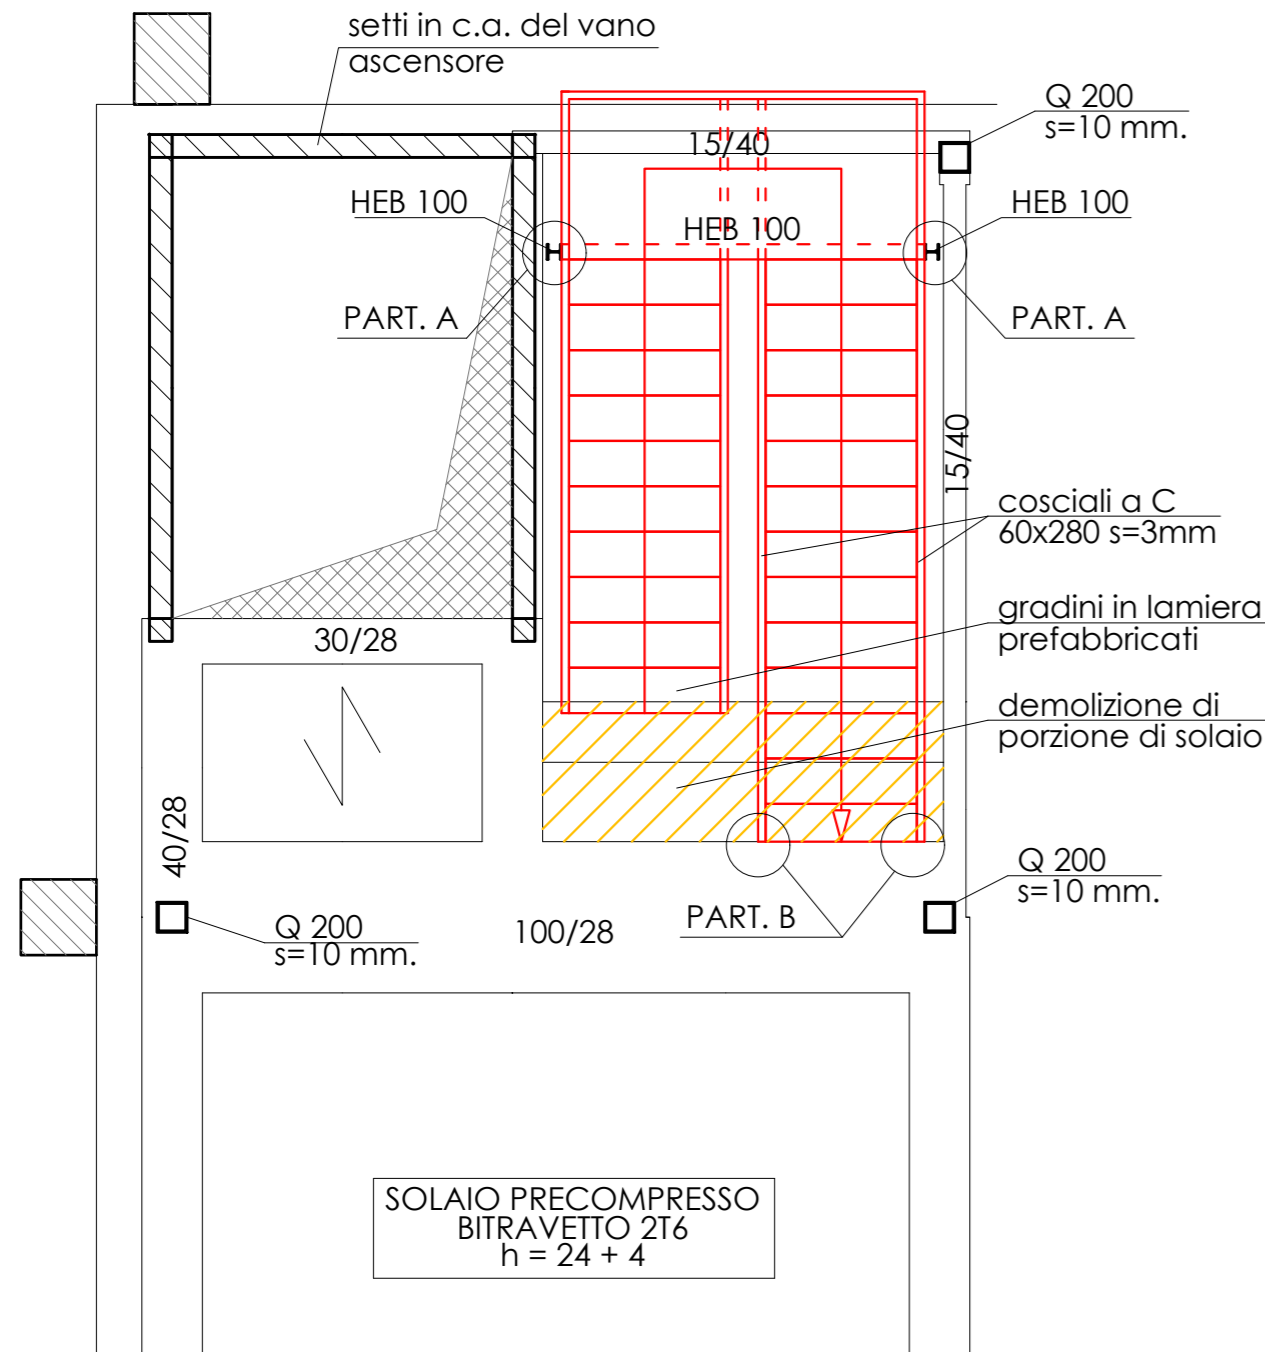 setti in c.a. del vano
ascensore
Q 200
s=10 mm.
15/40
HEB 100
HEB 100
HEB 100
PART. A
PART. A
15/40
cosciali a C
60x280 s=3mm
gradini in lamiera
prefabbricati
30/28
demolizione di
porzione di solaio
40/28
Q 200
s=10 mm.
PART. B
Q 200
s=10 mm.
100/28
SOLAIO PRECOMPRESSO
BITRAVETTO 2T6
h = 24 + 4